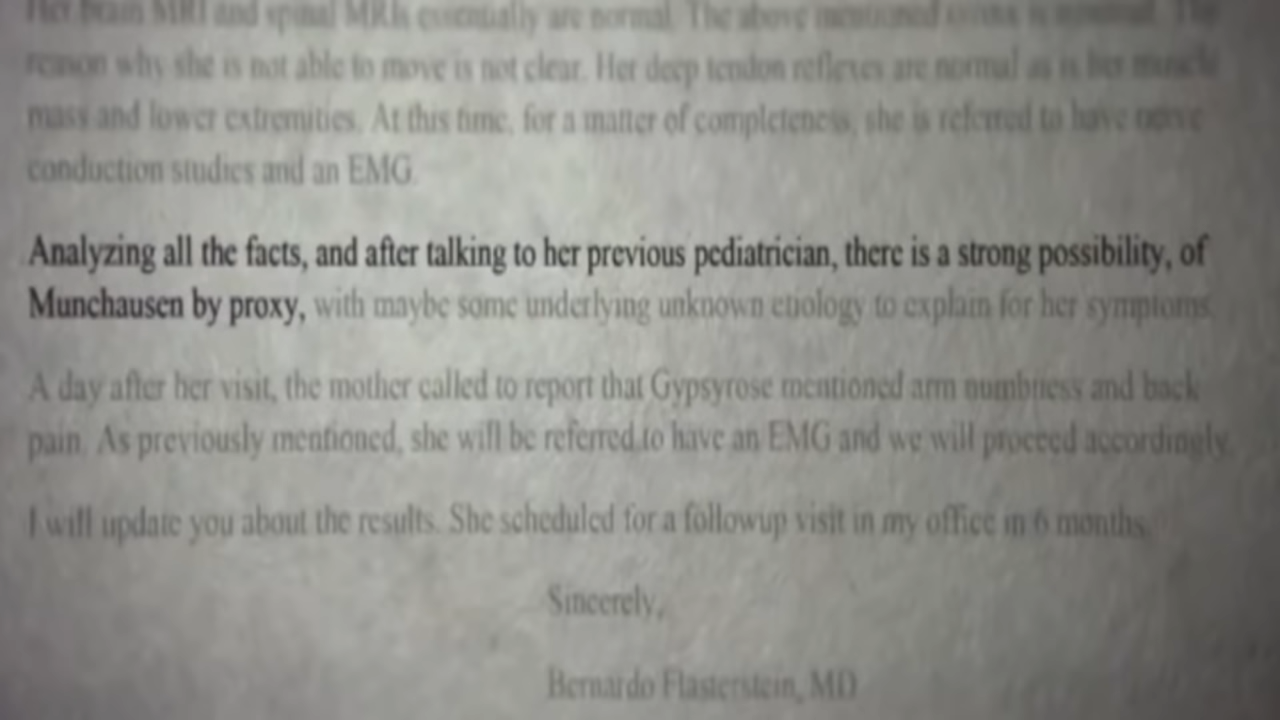 Her brain MRI and spinal MRIs essentially are normal. The above mentioned is The
reason why she is not able to move is not clear. Her deep tendon reflexes are normal as is her muscle
mass and lower extremities. At this time, for a matter of completeness, she is referred to have nerve
conduction studies and an EMG.
Analyzing all the facts, and after talking to her previous pediatrician, there is a strong possibility, of
Munchausen by proxy, with maybe some underlying unknown etiology to explain for her symptoms.
A day after her visit, the mother called to report that Gypsyrose mentioned arm numbness and back
pain. As previously mentioned, she will be referred to have an EMG and we will proceed accordingly.
I will update you about the results. She scheduled for a followup visit in my office in 6 months.
Sincerely,
Bernardo Flasterstein, MD